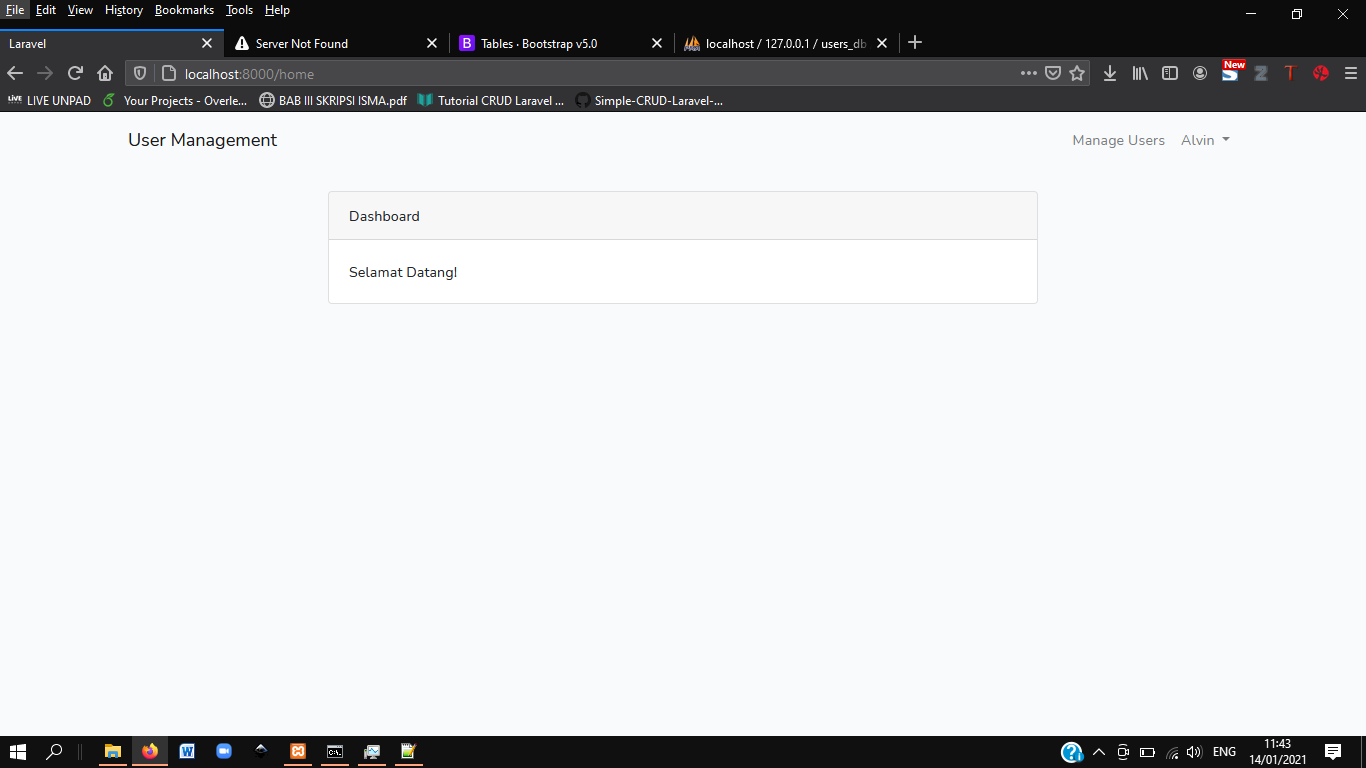 File Edit View History Bookmarks Tools Help
Laravel Server Not Found B Tables · Bootstrap v5.0 localhost / 127.0.0.1 / users_db
localhost:8000/home New
LIVE LIVE UNPAD Your Projects - Overle... BAB III SKRIPSI ISMA.pdf Tutorial CRUD Laravel ... Simple-CRUD-Laravel-...
User Management Manage Users Alvin
Dashboard
Selamat Datang!
ENG 11:43
14/01/2021